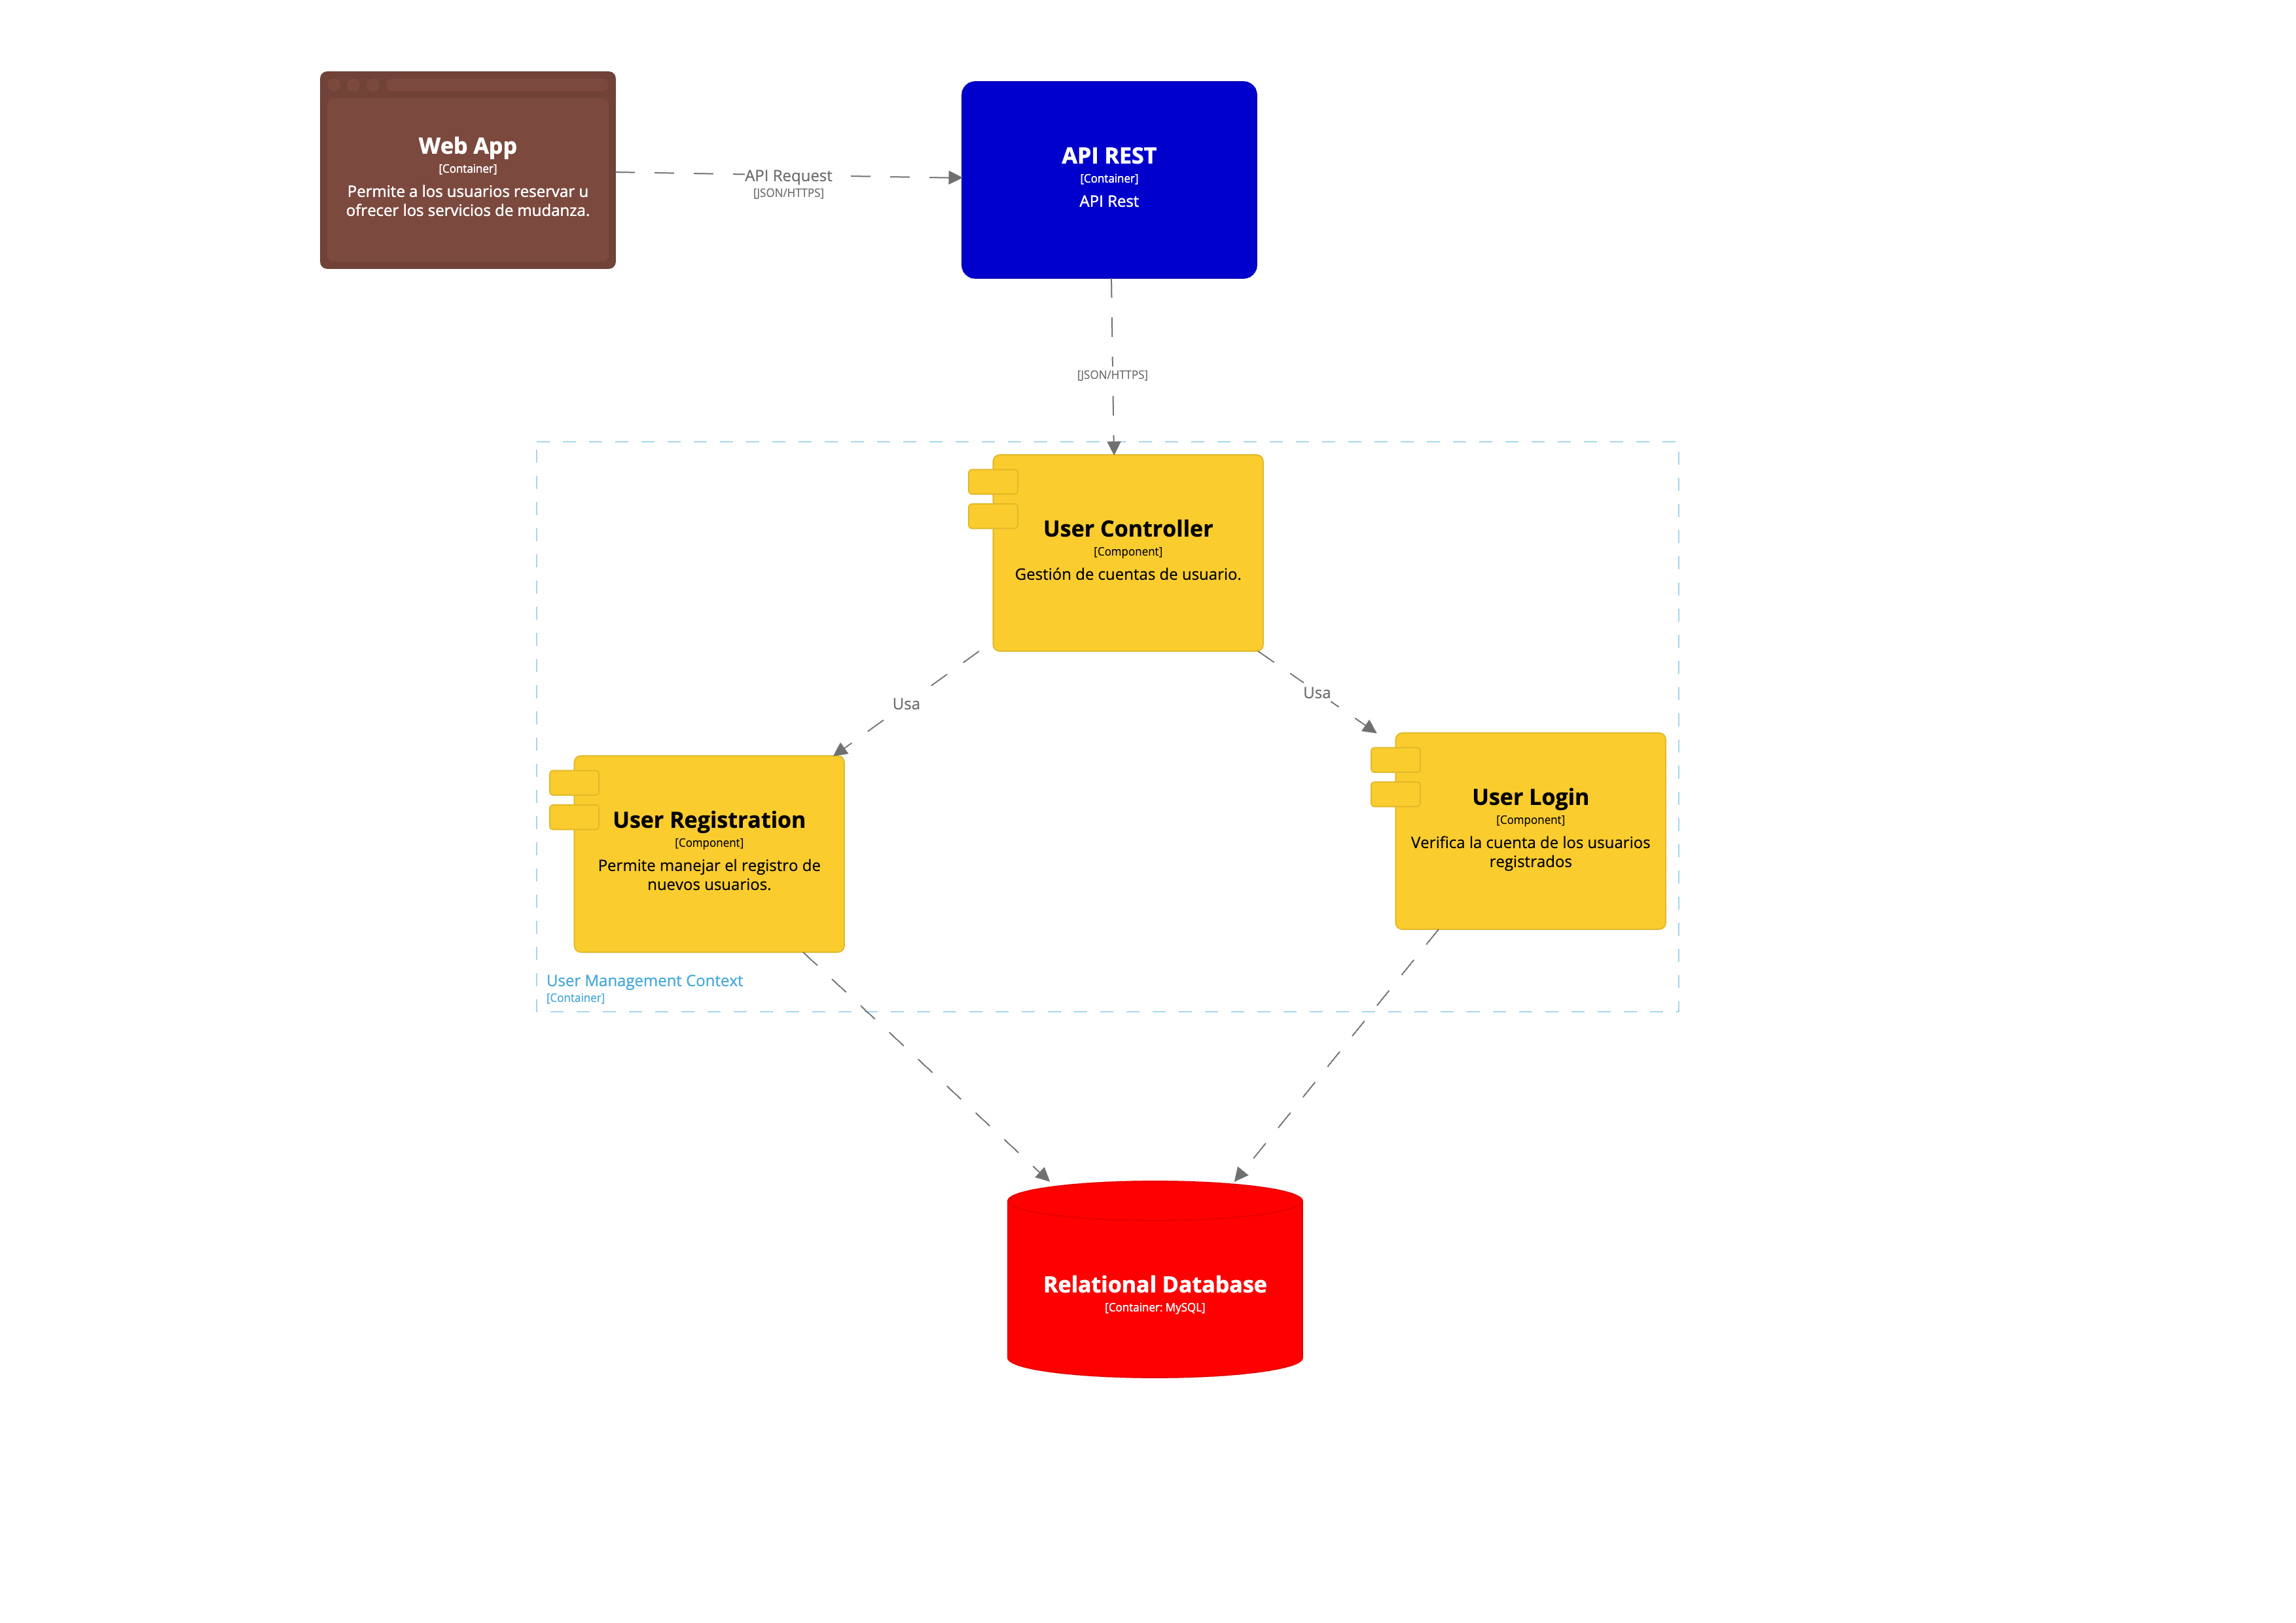 Web App
[Container]
Permite a los usuarios reservar u
ofrecer los servicios de mudanza.
API Request
[JSON/HTTPS]
API REST
[Container]
API Rest
[JSON/HTTPS]
User Controller
[Component]
Gestión de cuentas de usuario.
Usa
Usa
User Registration
[Component]
Permite manejar el registro de
nuevos usuarios.
User Login
[Component]
Verifica la cuenta de los usuarios
registrados
User Management Context
[Container]
Relational Database
[Container: MySQL]